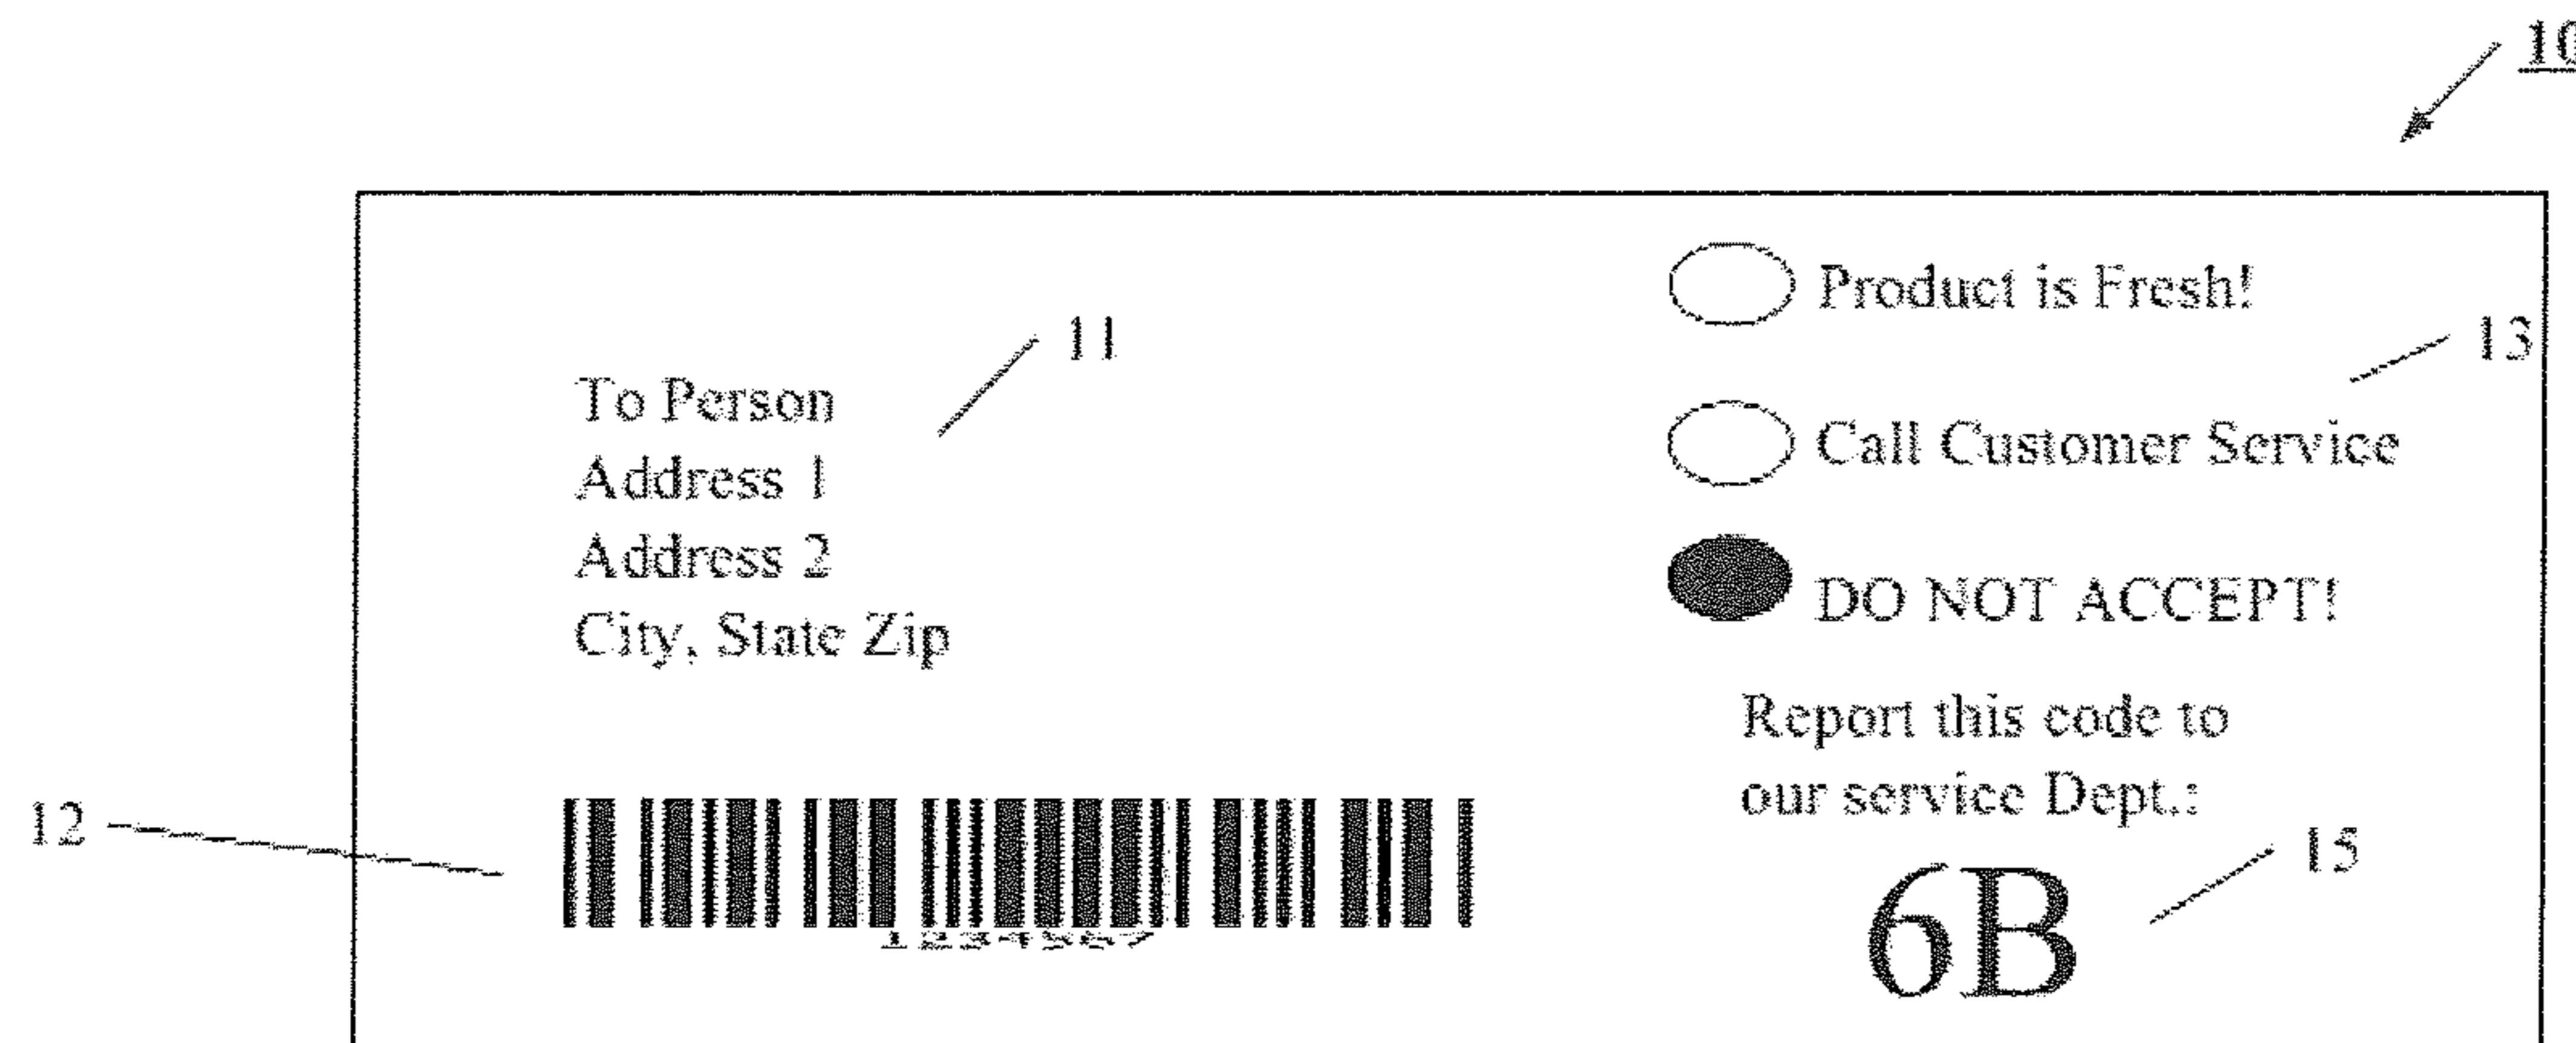 10
Product is Fresh!
11
13
To Person
Call Customer Service
Address 1
Address 2
DO NOT ACCEPT!
City, State Zip
Report this code to
our service Dept.:
12
15
1234567
6B